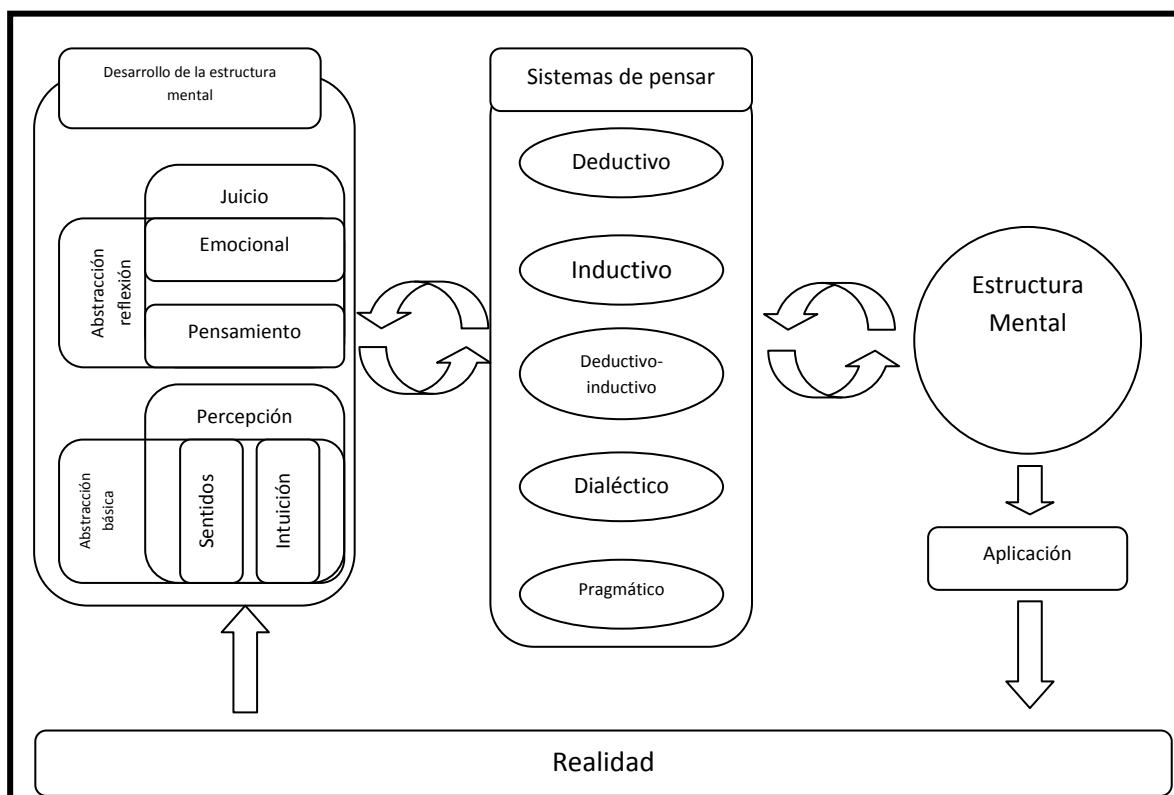 Desarrollo de la estructura
mental
Juicio
Emocional
Abstracción
reflexión
Pensamiento
Percepción
Abstracción
básica
Sentidos
Intuición
Sistemas de pensar
Deductivo
Inductivo
Deductivo-
inductivo
Dialéctico
Pragmático
Estructura
Mental
Aplicación
Realidad